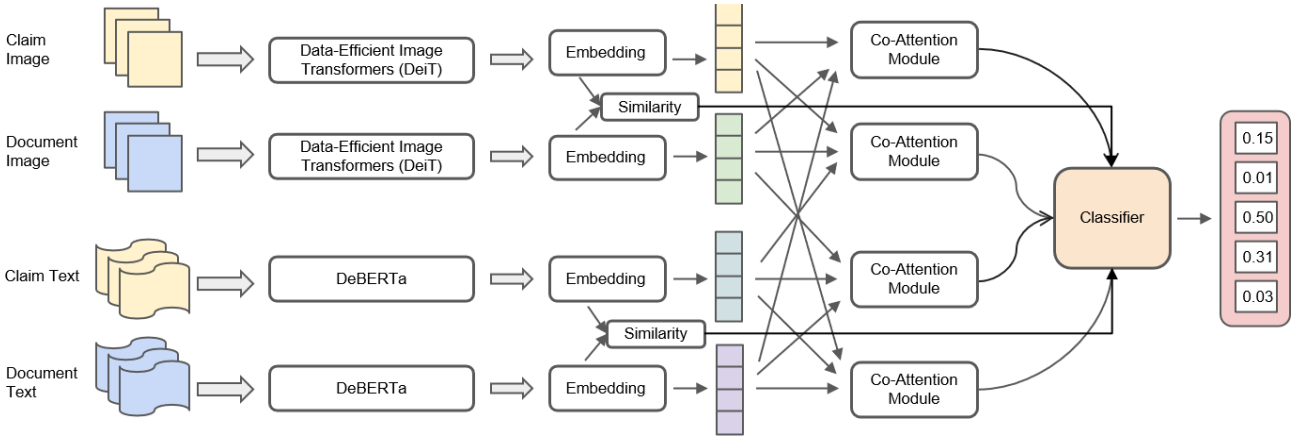 Claim
Image
Data-Efficient Image
Transformers (DeiT)
Embedding
Co-Attention
Module
Similarity
Document
Image
Data-Efficient Image
Transformers (DeiT)
Embedding
Co-Attention
Module
Claim Text
DeBERTa
Embedding
Co-Attention
Module
Similarity
Document
Text
DeBERTa
Embedding
Co-Attention
Module
Classifier
0.15
0.01
0.50
0.31
0.03